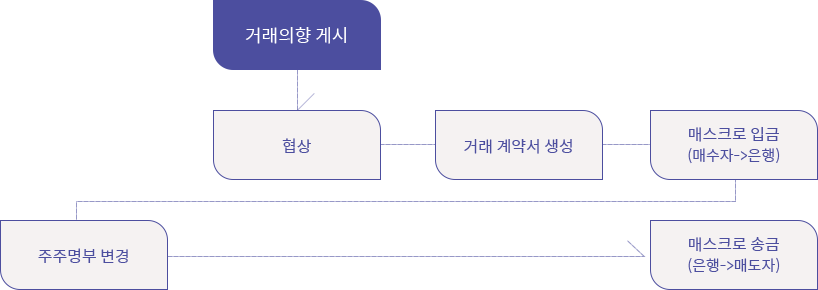 거래의향 게시
협상
거래 계약서 생성
매스크로 입금
(매수자->은행)
주주명부 변경
매스크로 송금
(은행->매도자)